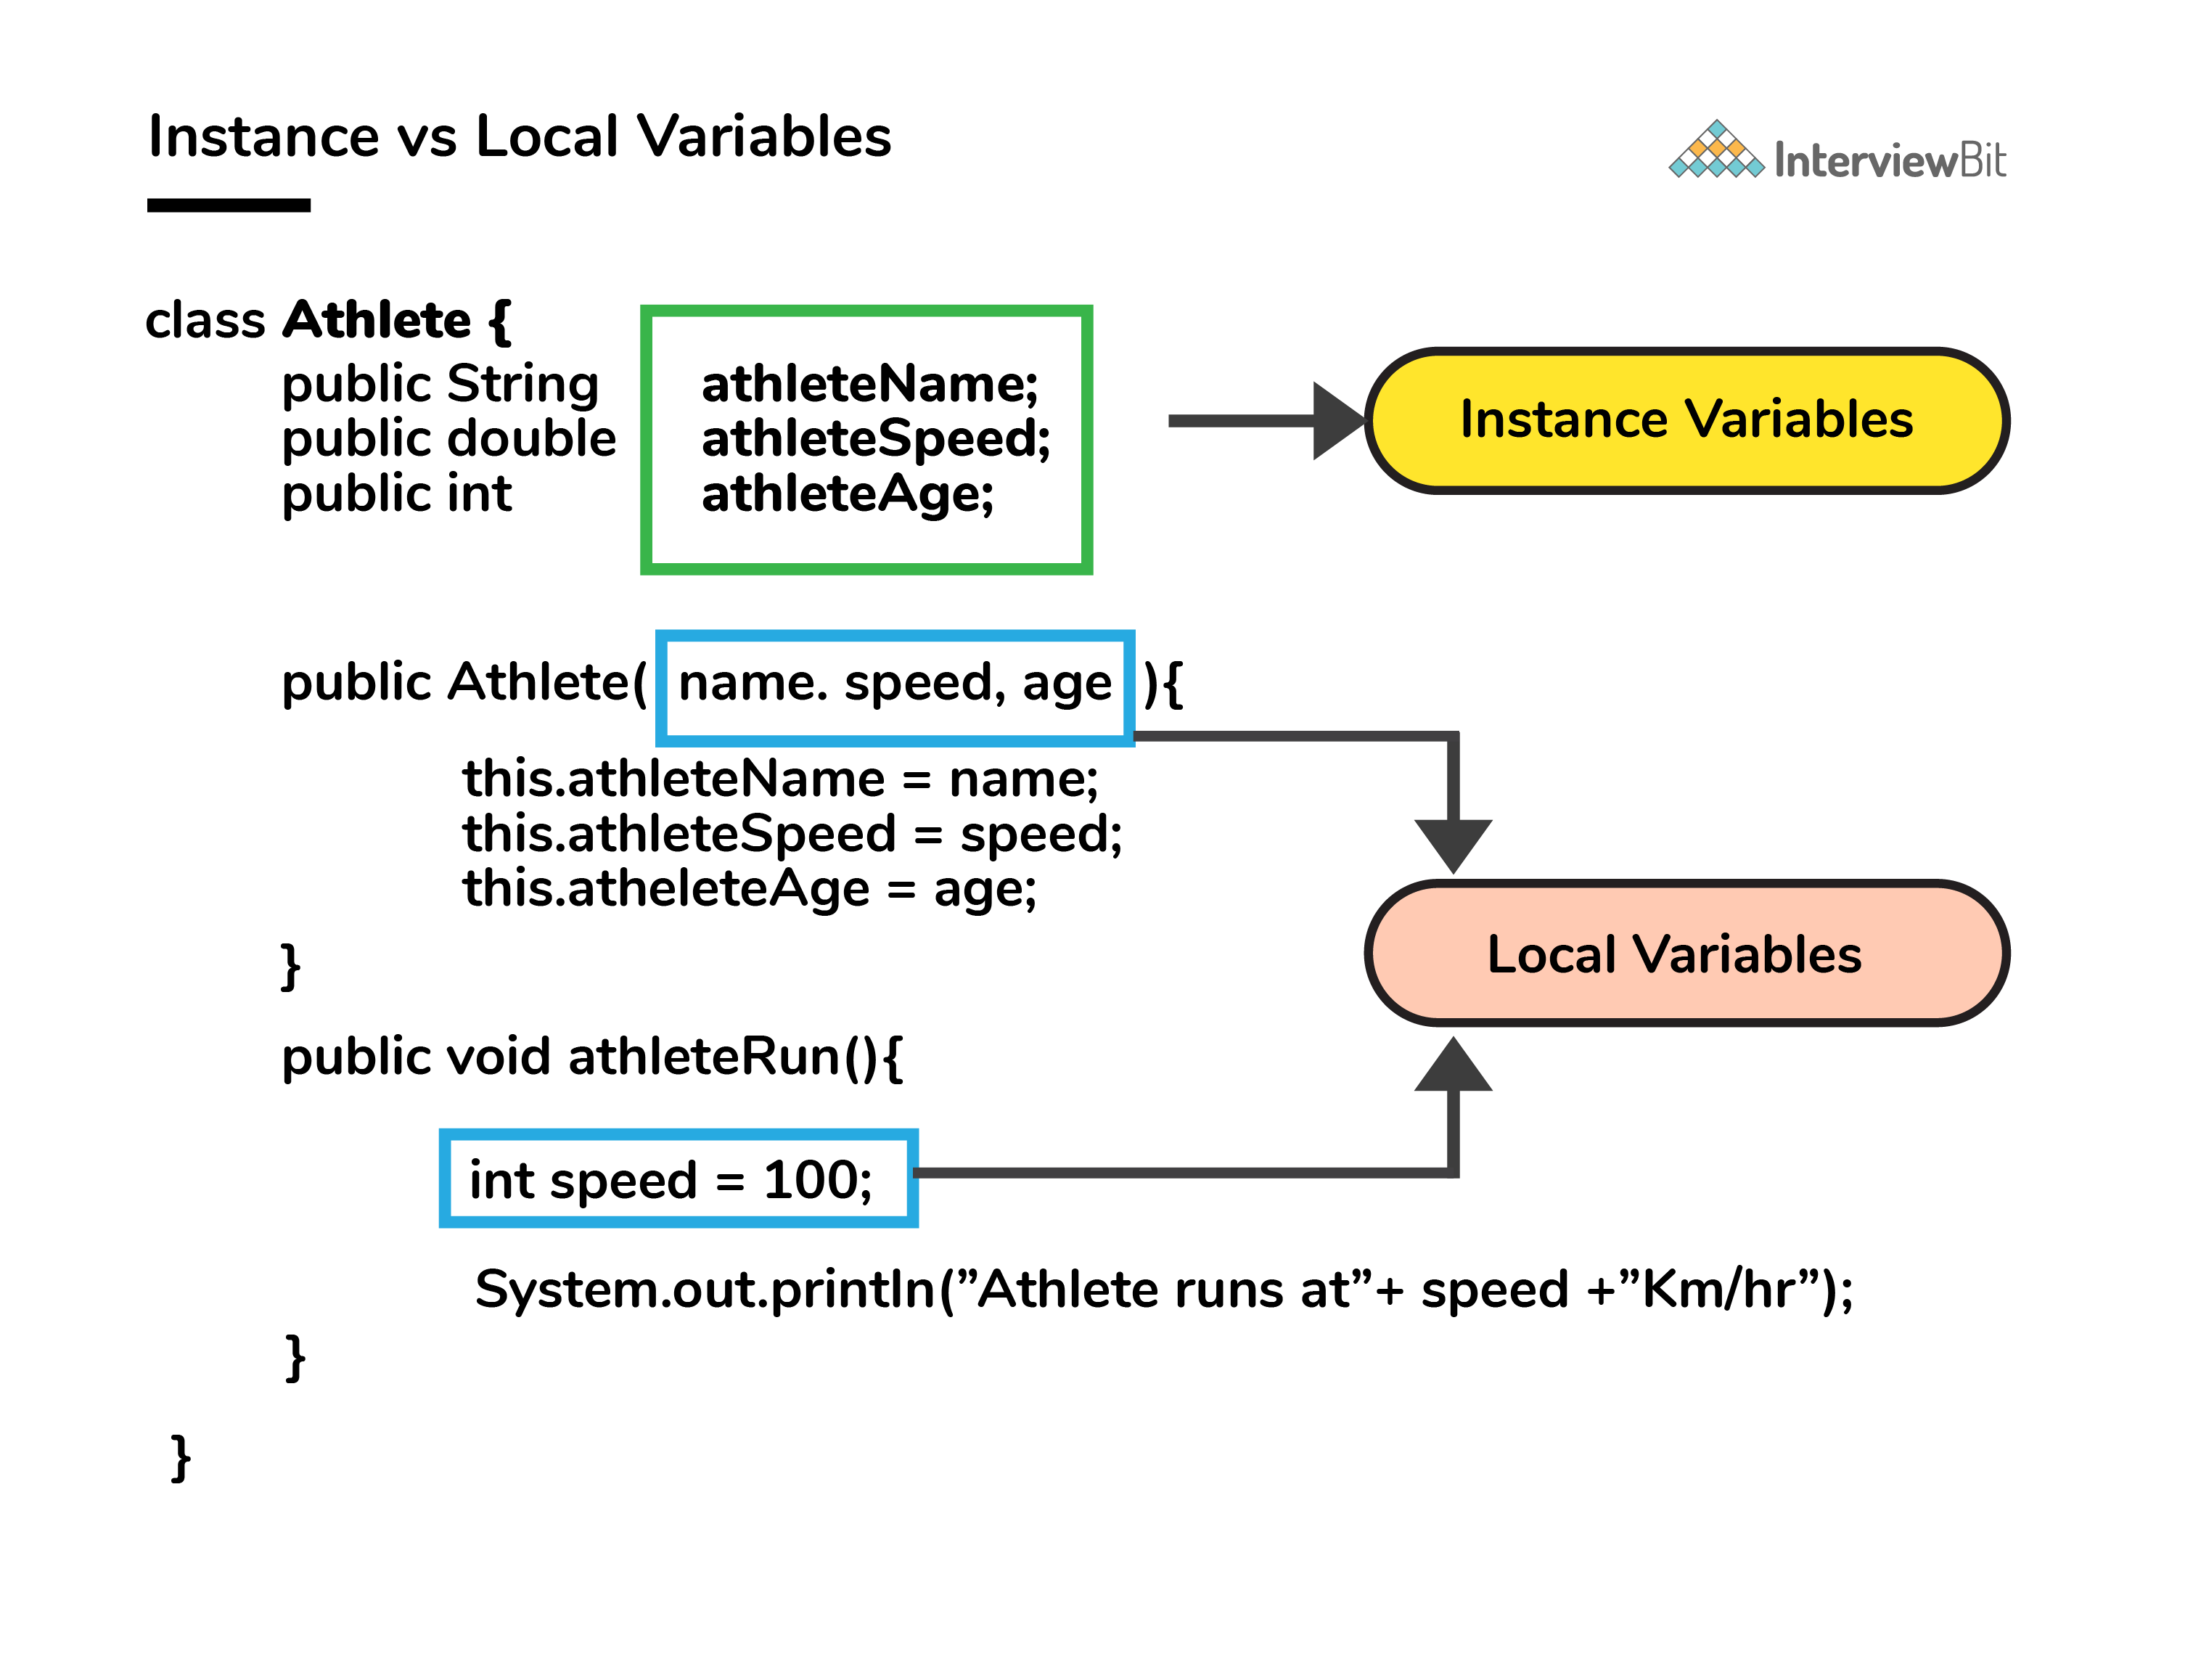 Instance vs Local Variables
InterviewBit
class Athlete {
public String athleteName;
public double athleteSpeed;
public int athleteAge;
Instance Variables
public Athlete( name. speed, age ){
this.athleteName = name;
this.athleteSpeed = speed;
this.atheleteAge = age;
}
Local Variables
public void athleteRun(){
int speed = 100;
System.out.println(”Athlete runs at”+ speed +”Km/hr”);
}
}